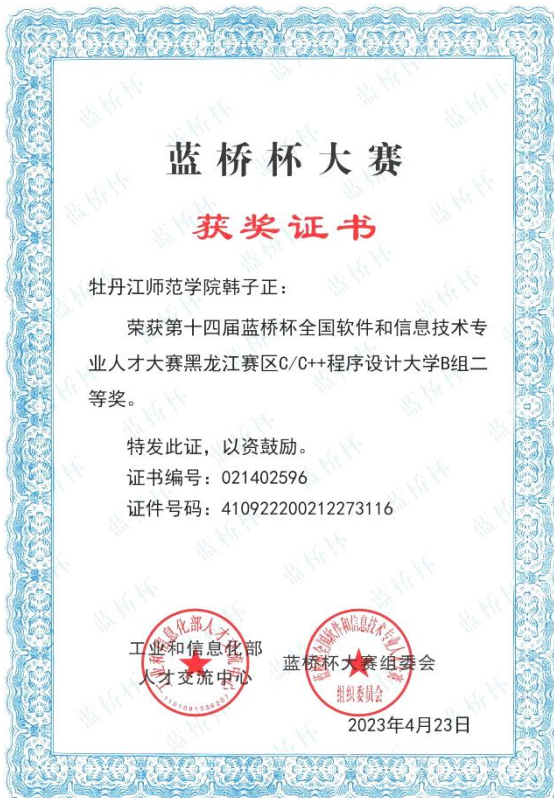 蓝桥杯大赛
获奖证书
牡丹江师范学院韩子正：
荣获第十四届蓝桥杯全国软件和信息技术专
业人才大赛黑龙江赛区C/C++程序设计大学B组二
等奖。
特发此证，以资鼓励。
证书编号：021402596
证件号码：410922200212273116
工业和信息化部
人才交流中心
蓝桥杯大赛组委会
组织委员会
2023年4月23日